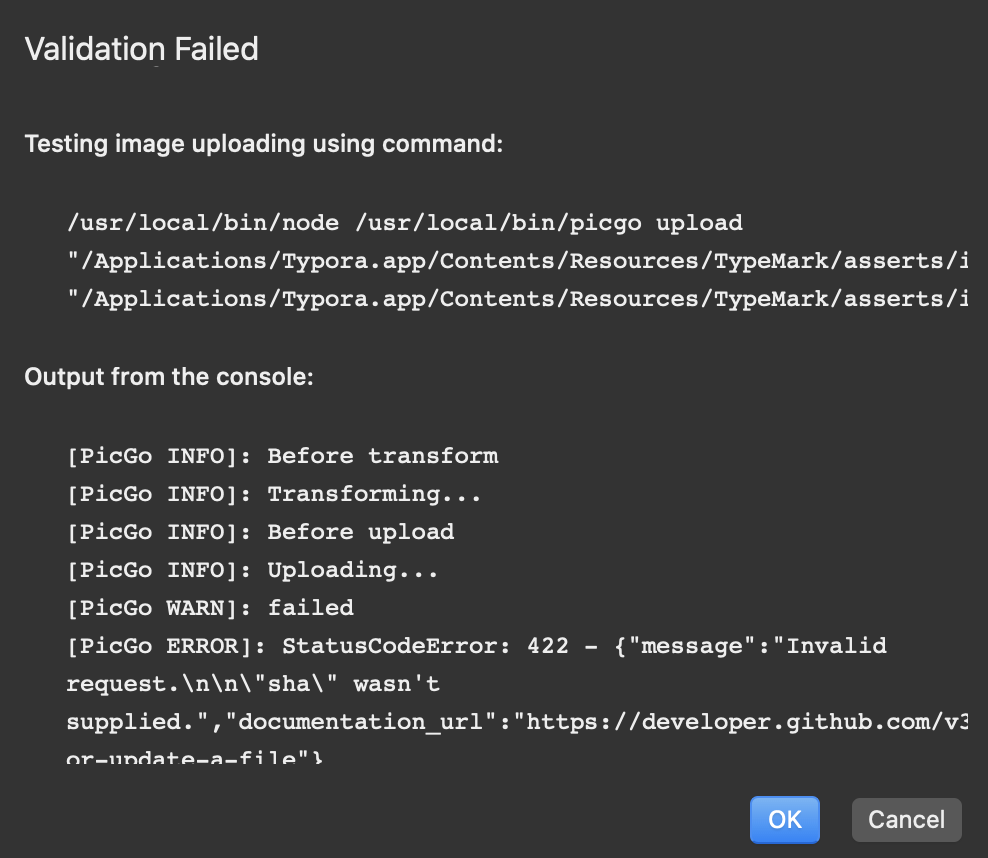 Validation Failed
Testing image uploading using command:
/usr/local/bin/node /usr/local/bin/picgo upload
"/Applications/Typora.app/Contents/Resources/TypeMark/asserts/i
"/Applications/Typora.app/Contents/Resources/TypeMark/asserts/i
Output from the console:
[PicGo INFO]: Before transform
[PicGo INFO]: Transforming...
[PicGo INFO]: Before upload
[PicGo INFO]: Uploading...
[PicGo WARN]: failed
[PicGo ERROR]: StatusCodeError: 422 - {"message":"Invalid
request.\n\n\"sha\" wasn't
supplied.","documentation_url":"https://developer.github.com/v3
or-update-a-file"}
OK
Cancel